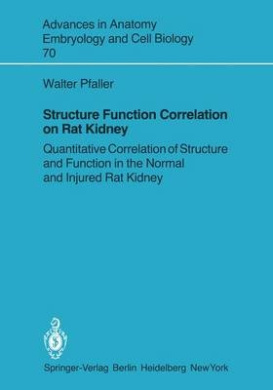 Advances in Anatomy
Embryology and Cell Biology
70
Walter Pfaller
Structure Function Correlation
on Rat Kidney
Quantitative Correlation of Structure
and Function in the Normal
and Injured Rat Kidney
Springer-Verlag Berlin Heidelberg New York